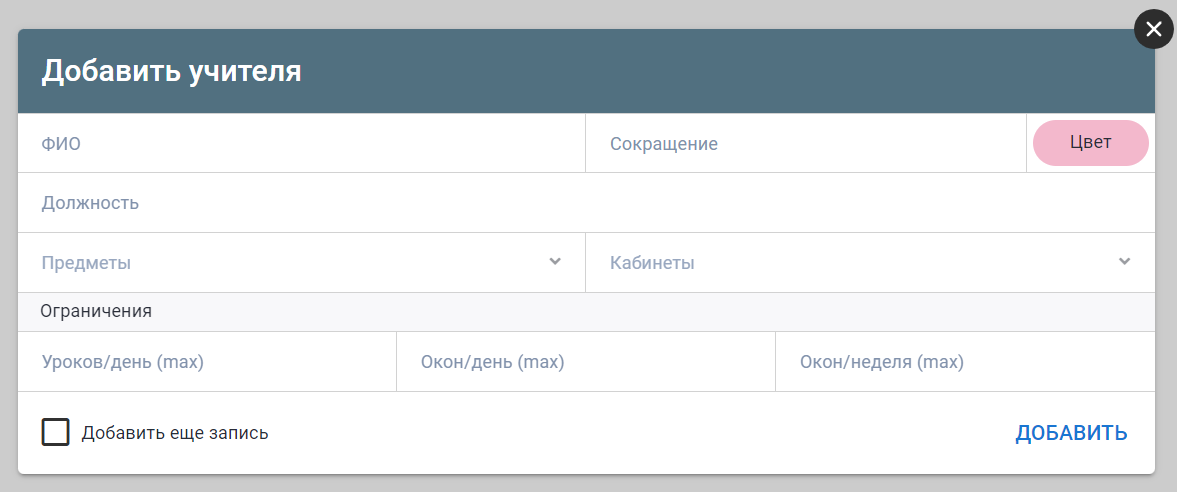 Добавить учителя
ФИО Сокращение Цвет
Должность
Предметы Кабинеты
Ограничения
Уроков/день (max) Окон/день (max) Окон/неделя (max)
Добавить еще запись ДОБАВИТЬ